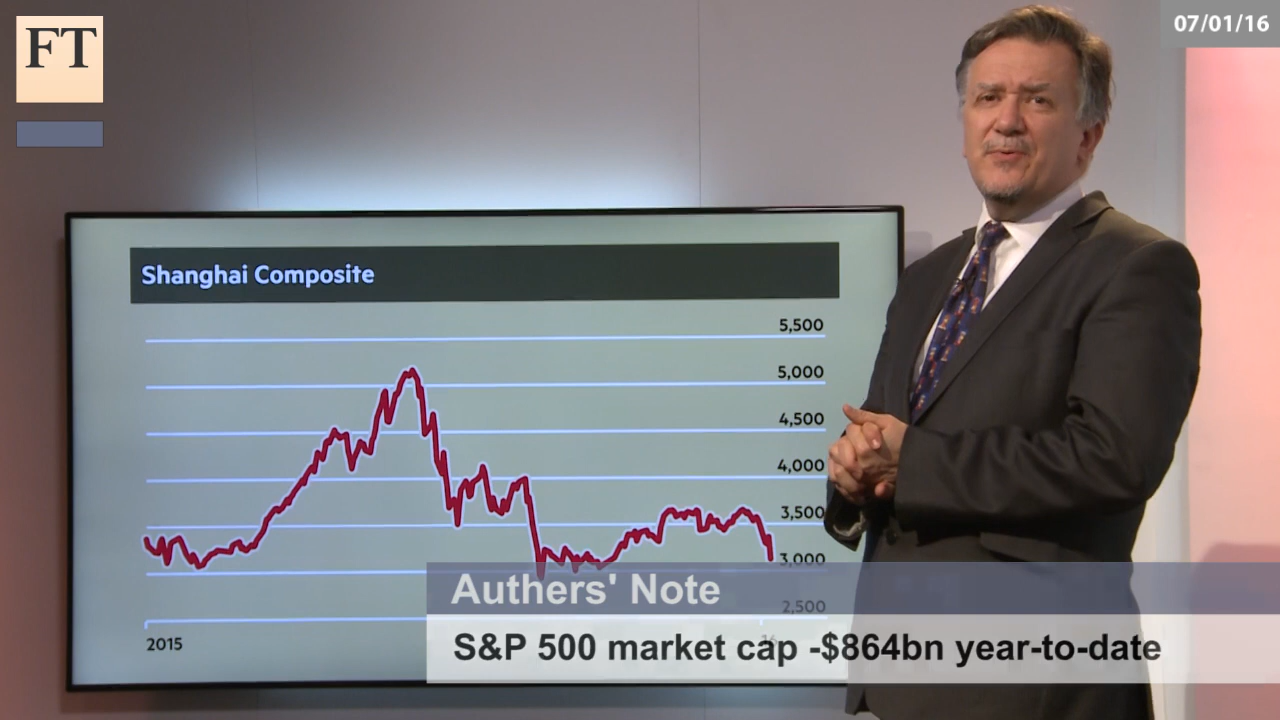 FT
07/01/16
Shanghai Composite
5,500
5,000
4,500
4,000
3,500
3,000
2,500
2015
16
Authers' Note
S&P 500 market cap -$864bn year-to-date